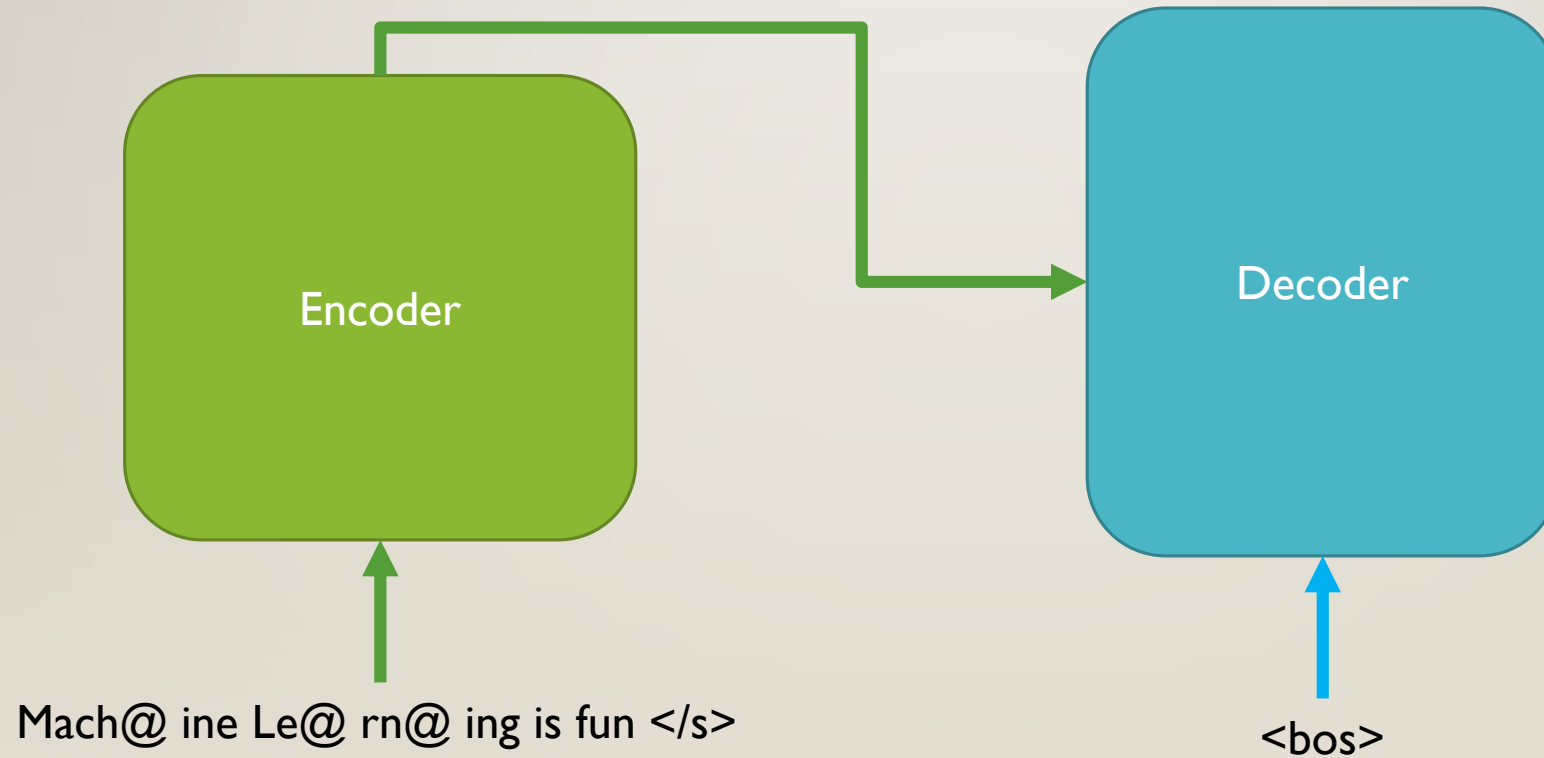 Encoder
Decoder
Mach@ ine Le@ rn@ ing is fun </s>
<bos>